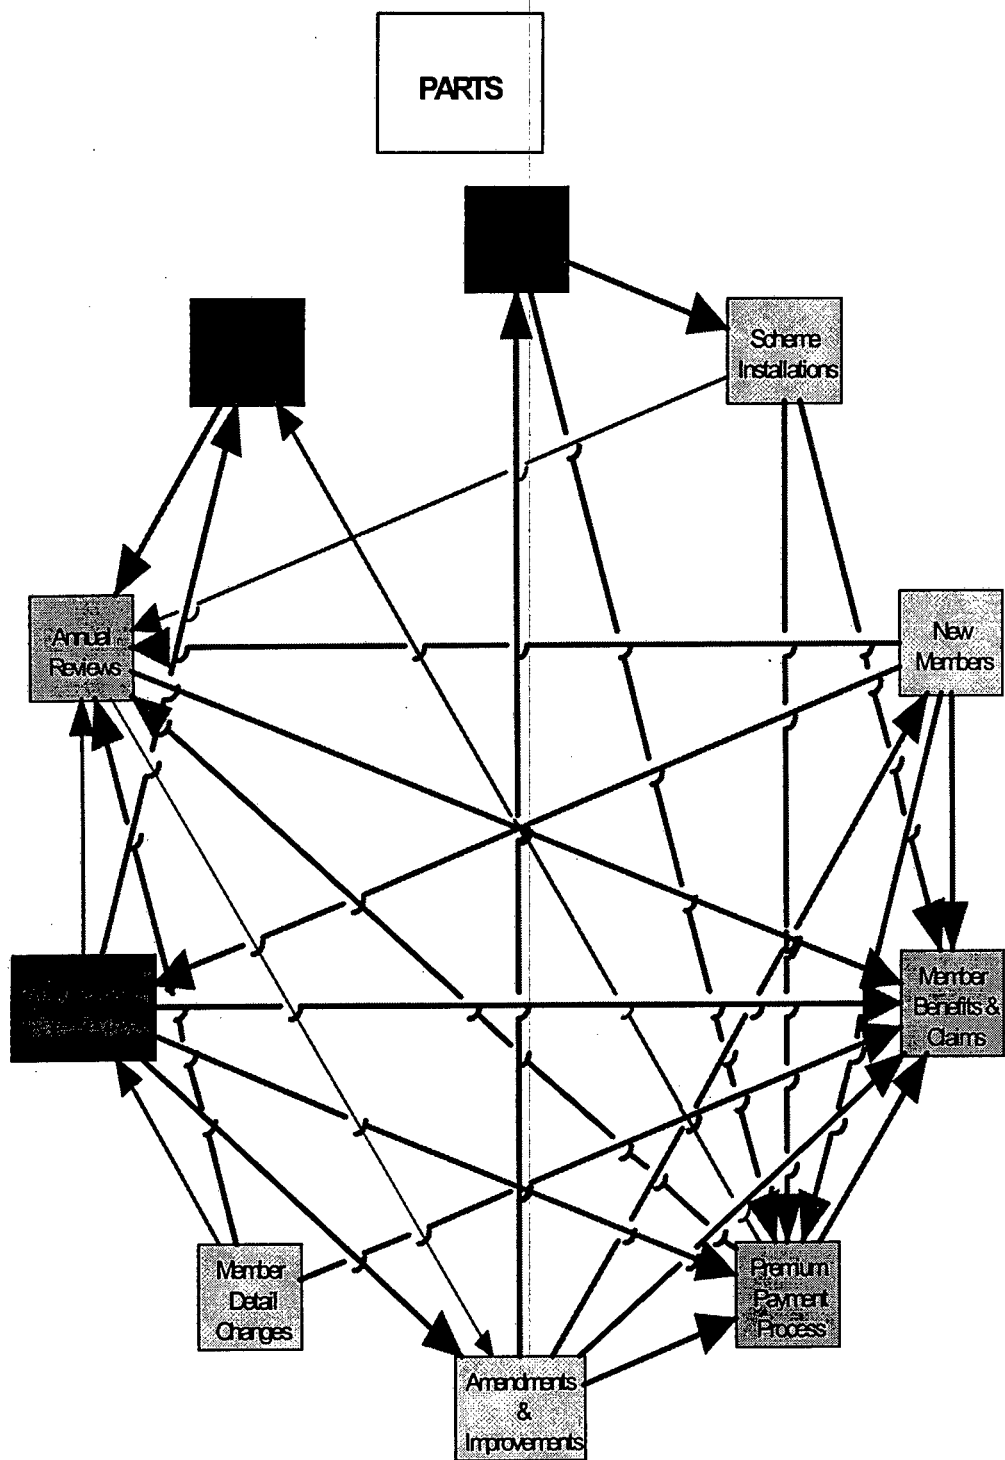 PARTS
Scheme
Installations
Annual
Reviews
New
Members
Member
Benefits &
Claims
Member
Detail
Changes
Premium
Payment
Process
Amendments
&
Improvements